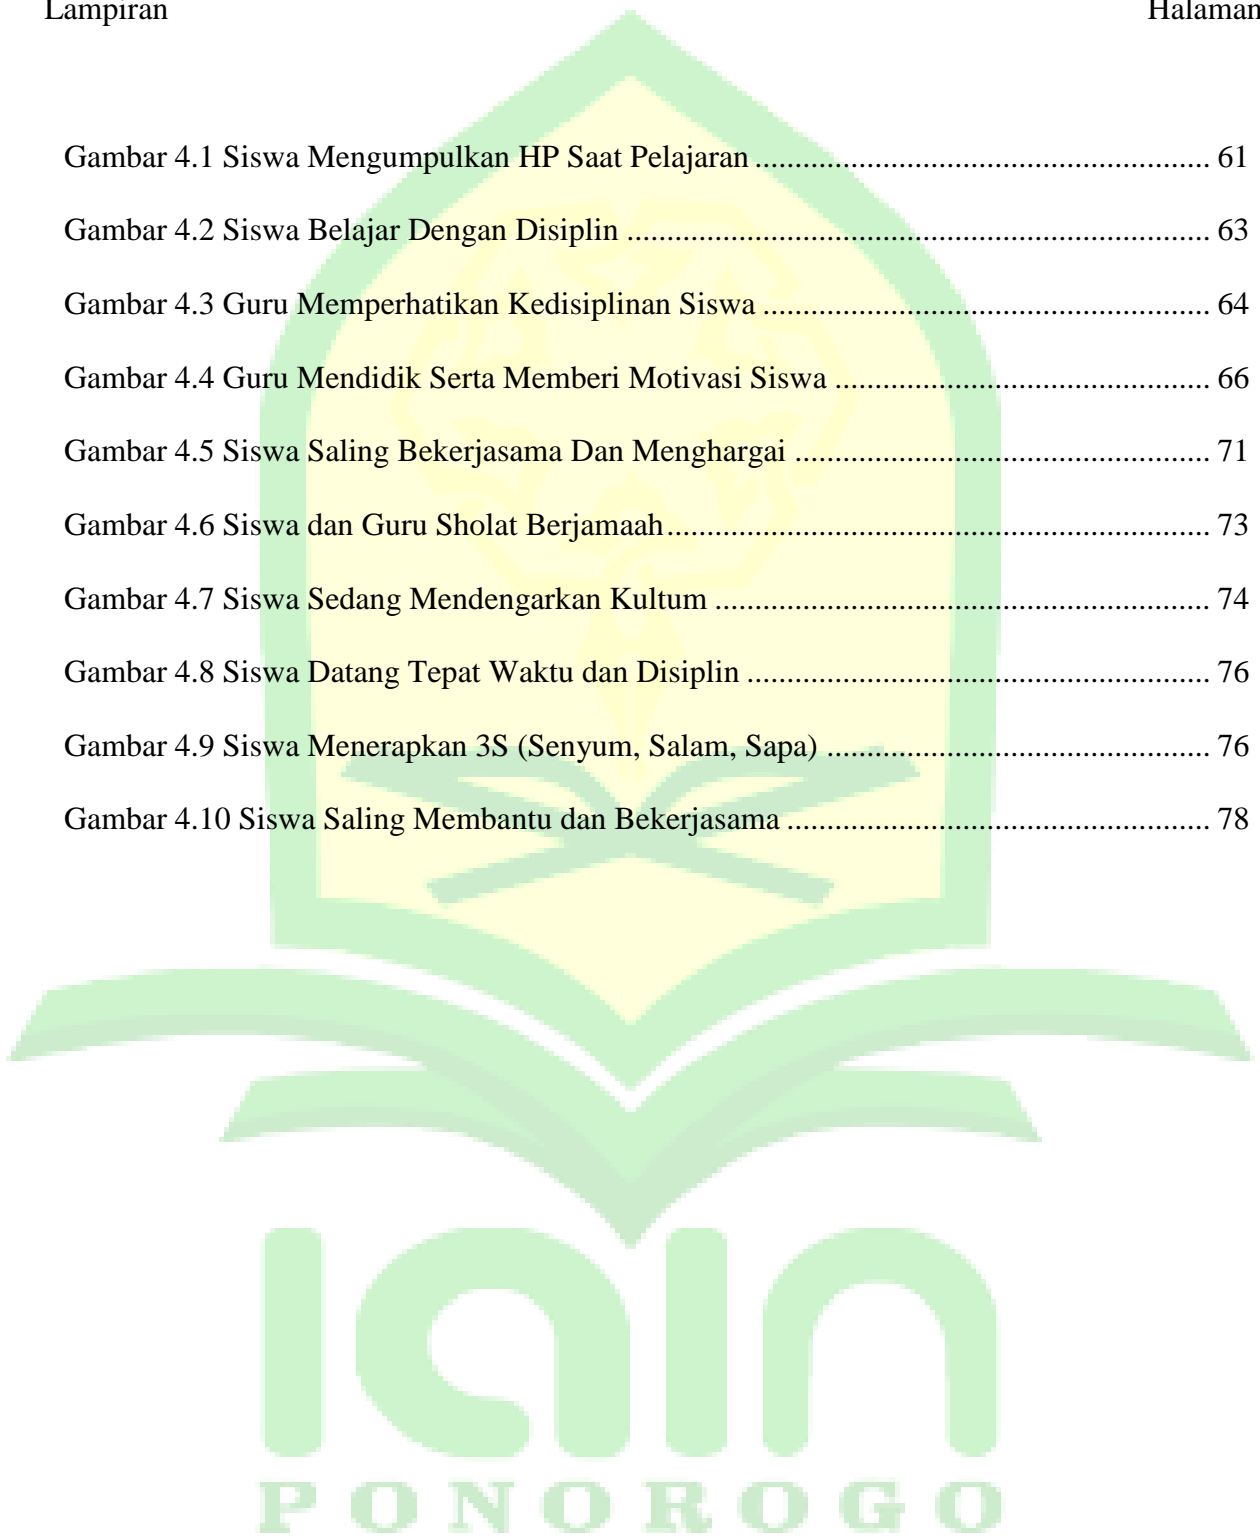 Lampiran Halaman
Gambar 4.1 Siswa Mengumpulkan HP Saat Pelajaran ........................................................ 61
Gambar 4.2 Siswa Belajar Dengan Disiplin ........................................................................ 63
Gambar 4.3 Guru Memperhatikan Kedisiplinan Siswa ....................................................... 64
Gambar 4.4 Guru Mendidik Serta Memberi Motivasi Siswa .............................................. 66
Gambar 4.5 Siswa Saling Bekerjasama Dan Menghargai ................................................... 71
Gambar 4.6 Siswa dan Guru Sholat Berjamaah................................................................... 73
Gambar 4.7 Siswa Sedang Mendengarkan Kultum ............................................................. 74
Gambar 4.8 Siswa Datang Tepat Waktu dan Disiplin ......................................................... 76
Gambar 4.9 Siswa Menerapkan 3S (Senyum, Salam, Sapa) ............................................... 76
Gambar 4.10 Siswa Saling Membantu dan Bekerjasama .................................................... 78
iain
PONOROGO